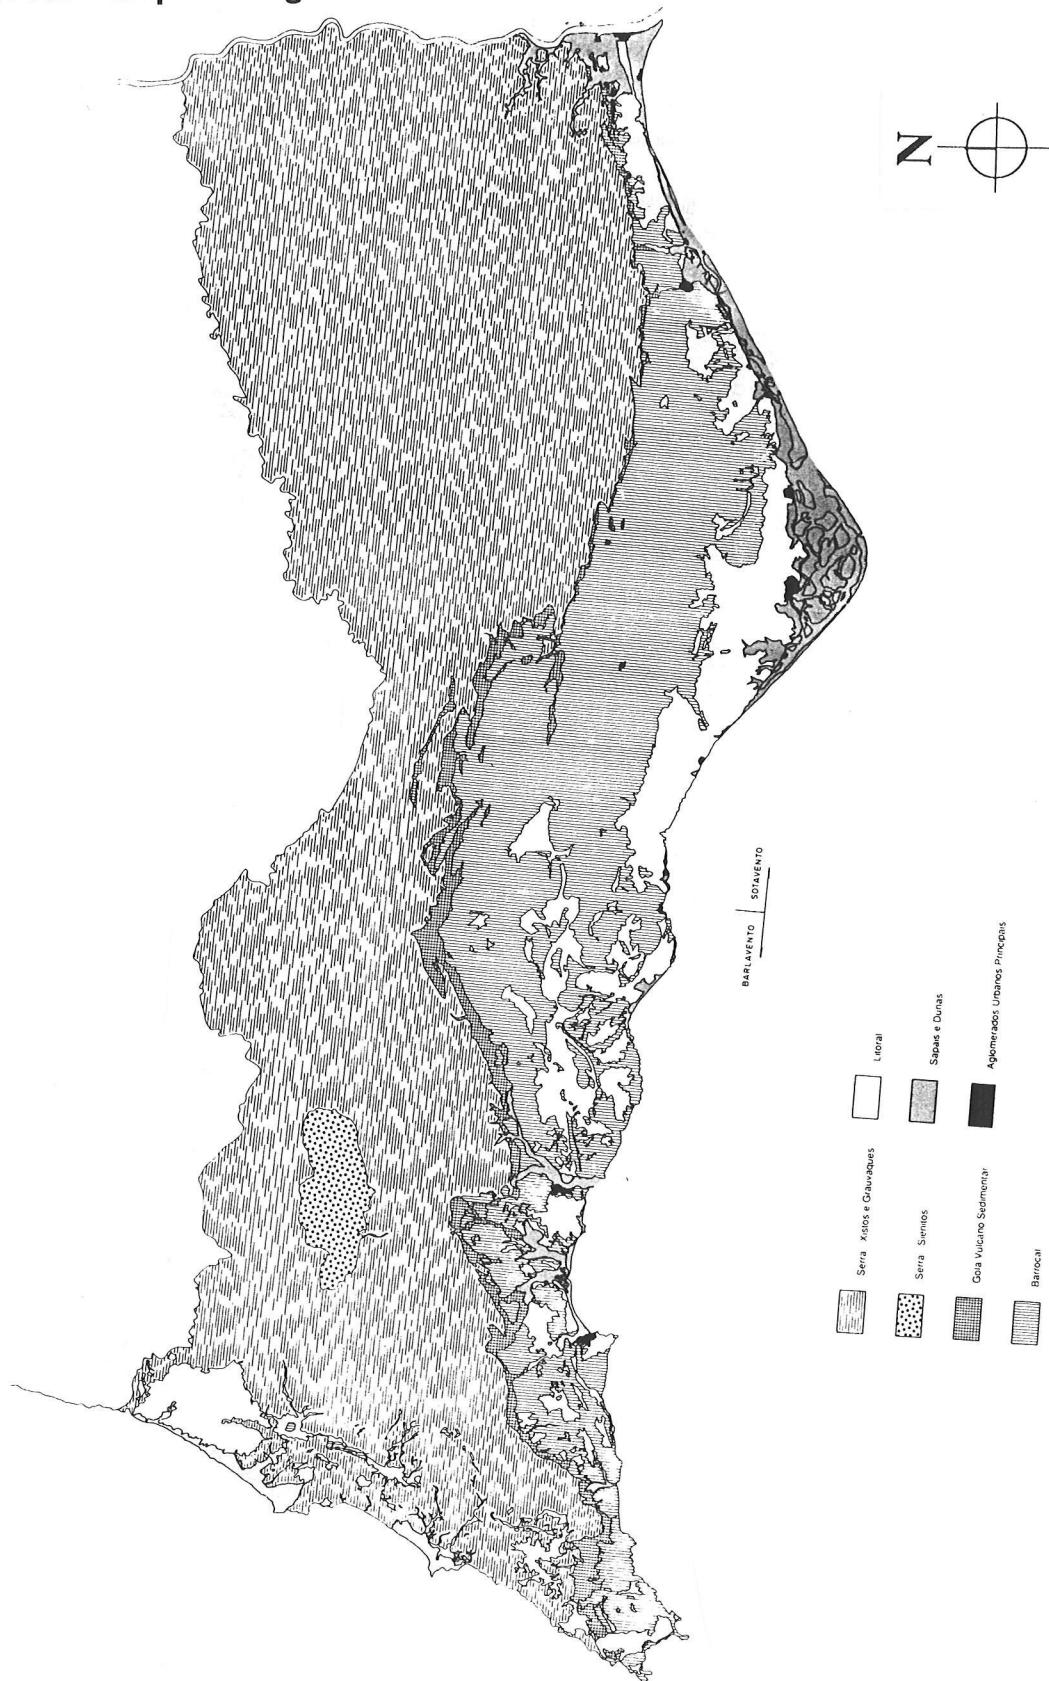 N
BARLAVENTO
SOTAVENTO
Serra Xistos e Grauvaques
Serra Sienitos
Gola Vulcano Sedimentar
Barrocal
Litoral
Sapais e Dunas
Aglomerados Urbanos Principais